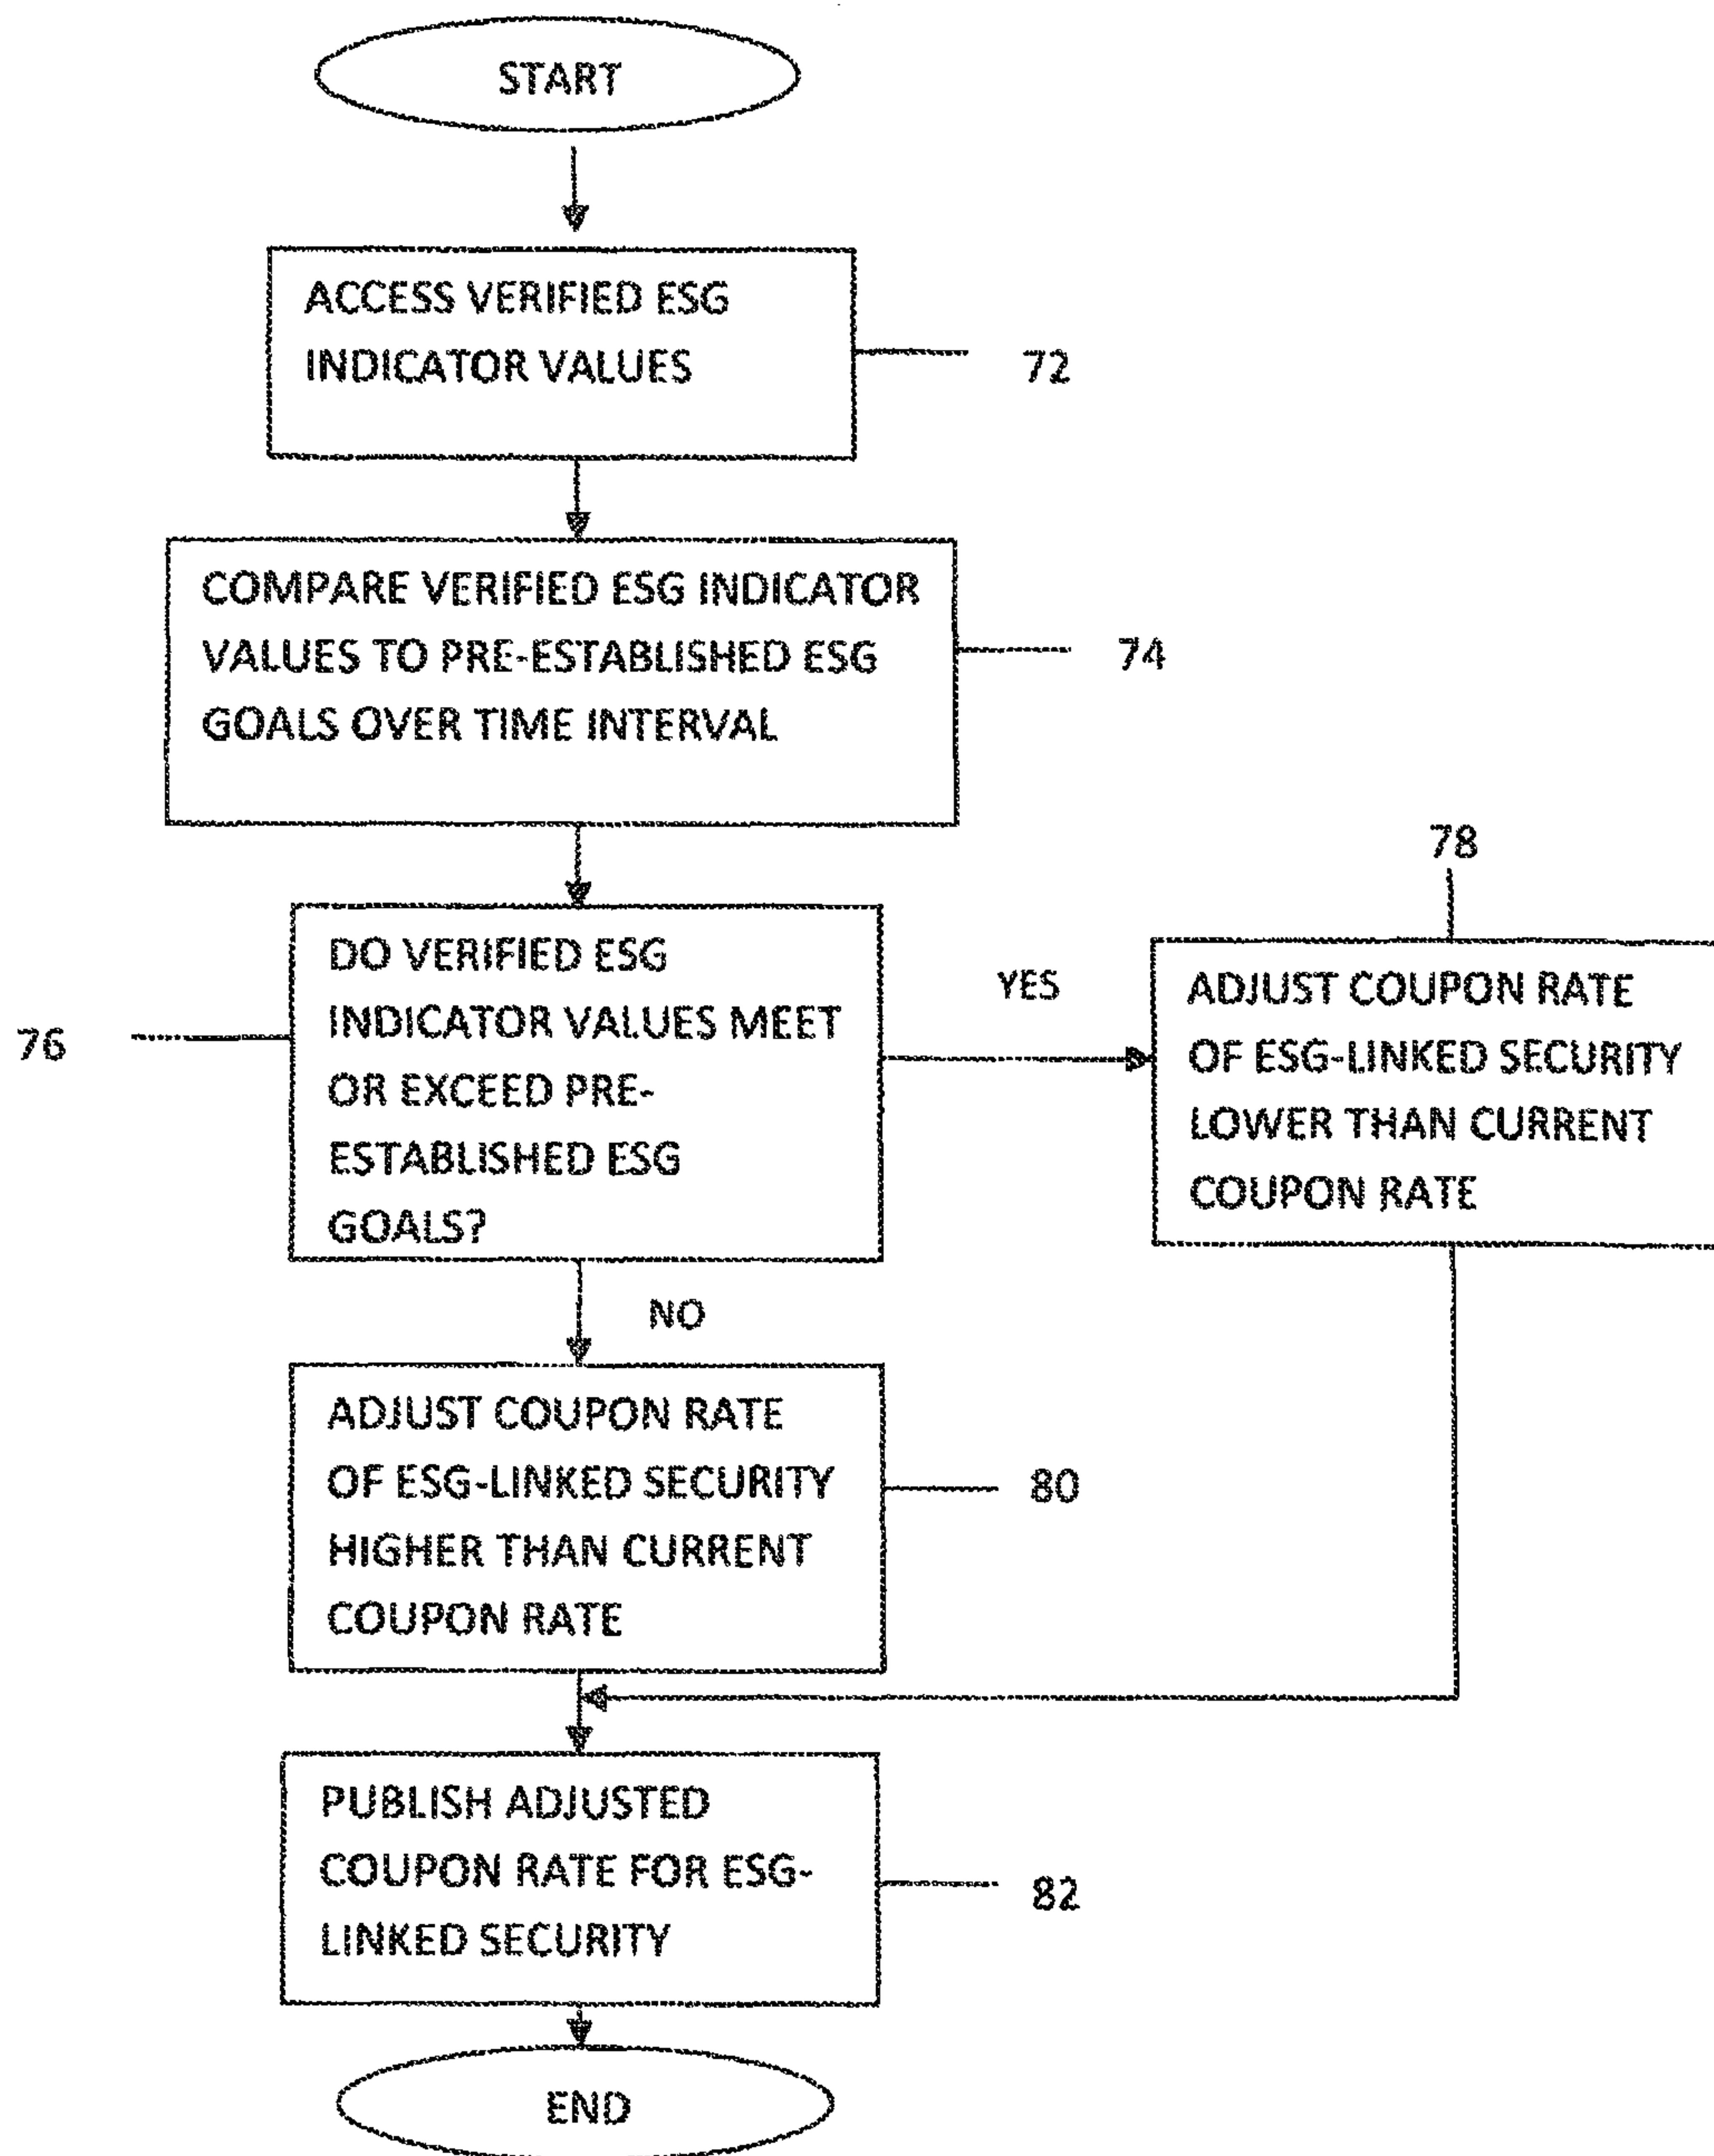 START
ACCESS VERIFIED ESG
INDICATOR VALUES
72
COMPARE VERIFIED ESG INDICATOR
VALUES TO PRE-ESTABLISHED ESG
GOALS OVER TIME INTERVAL
74
76
DO VERIFIED ESG
INDICATOR VALUES MEET
OR EXCEED PRE-
ESTABLISHED ESG
GOALS?
YES
78
ADJUST COUPON RATE
OF ESG-LINKED SECURITY
LOWER THAN CURRENT
COUPON RATE
NO
ADJUST COUPON RATE
OF ESG-LINKED SECURITY
HIGHER THAN CURRENT
COUPON RATE
80
PUBLISH ADJUSTED
COUPON RATE FOR ESG-
LINKED SECURITY
82
END